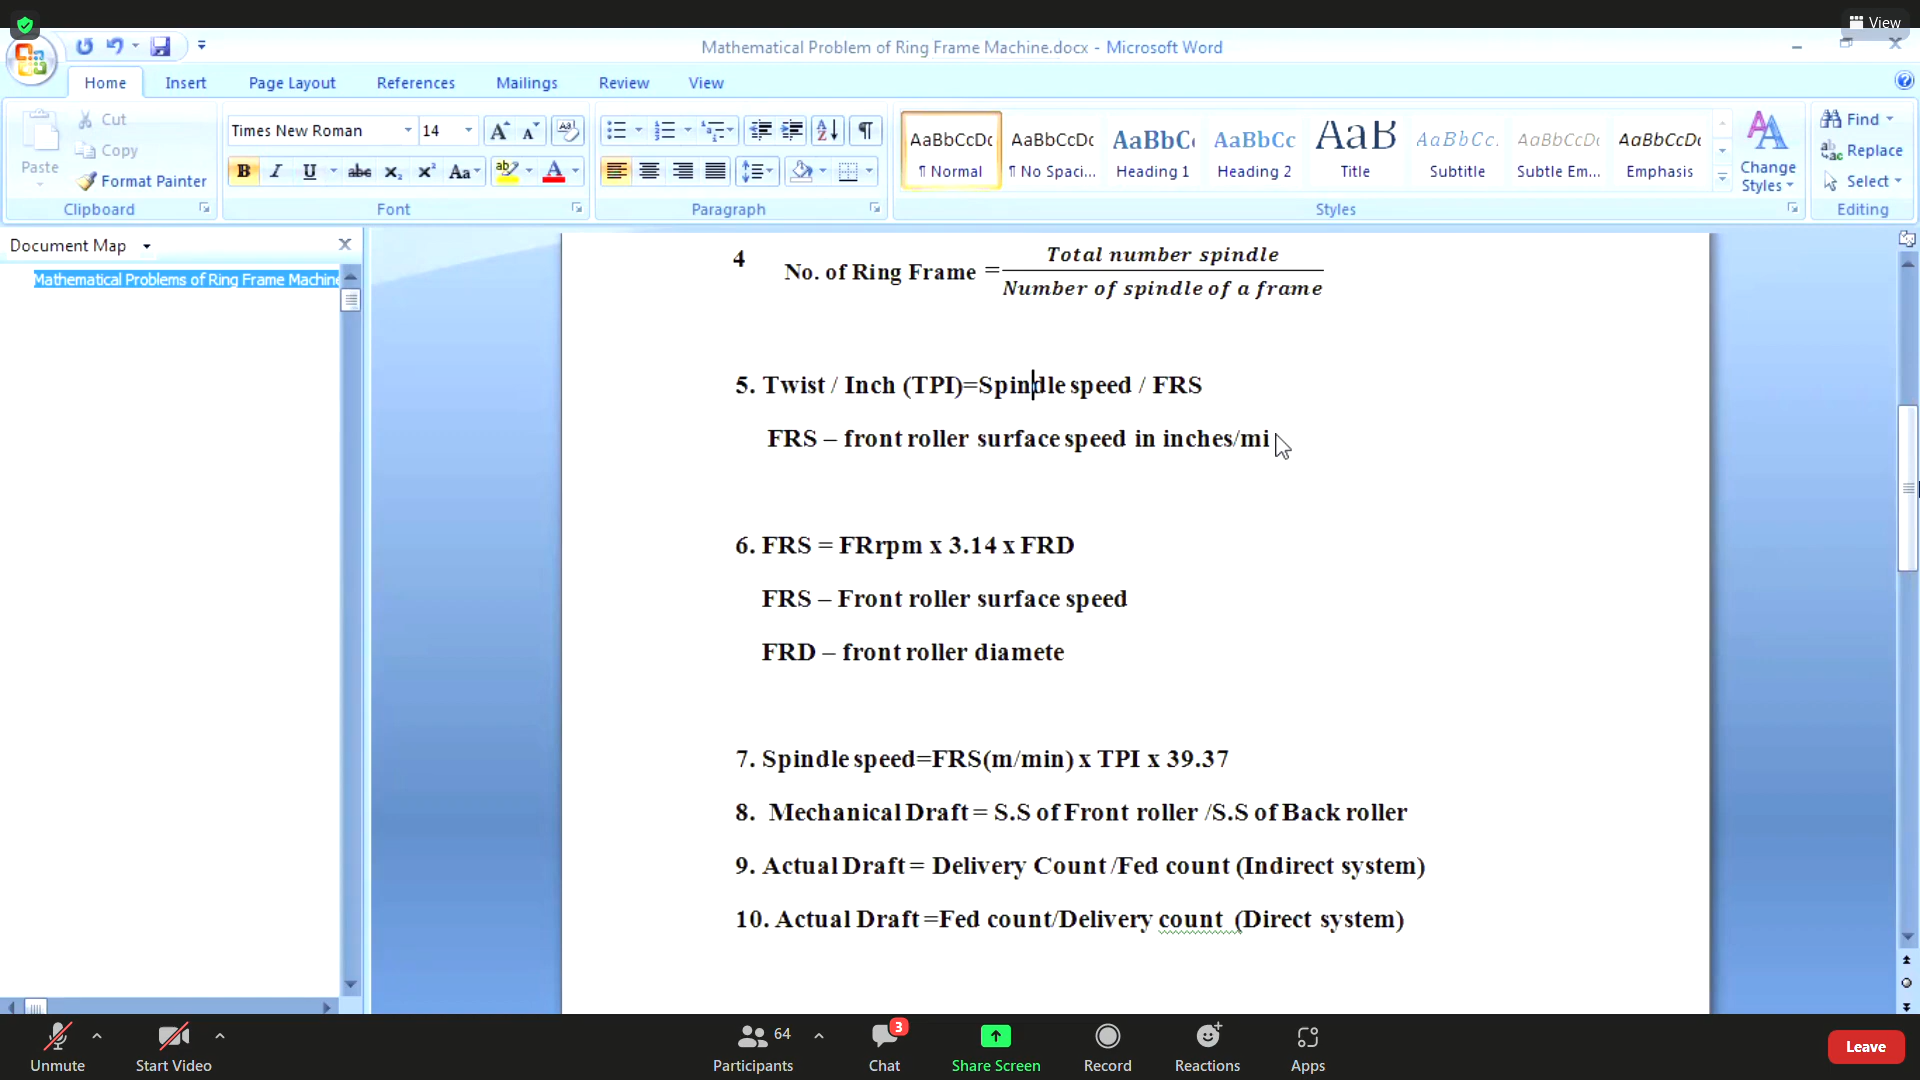 View
Mathematical Problem of Ring Frame Machine.docx - Microsoft Word
Home Insert Page Layout References Mailings Review View
Paste
Cut
Copy
Format Painter
Clipboard
Times New Roman 14
B I U abc x₂ x² Aa
ab A
Font
Paragraph
AaBbCcDc AaBbCcDc AaBbC AaBbCc AaB AaBbCc. AaBbCcDc AaBbCcDc
¶ Normal ¶ No Spaci... Heading 1 Heading 2 Title Subtitle Subtle Em... Emphasis
Change Styles
Styles
Find
Replace
Select
Editing
Document Map
Mathematical Problems of Ring Frame Machine
4 No. of Ring Frame = Total number spindle
Number of spindle of a frame
5. Twist / Inch (TPI)=Spindle speed / FRS
FRS – front roller surface speed in inches/mi
6. FRS = FRrpm x 3.14 x FRD
FRS – Front roller surface speed
FRD – front roller diamete
7. Spindle speed=FRS(m/min) x TPI x 39.37
8. Mechanical Draft = S.S of Front roller /S.S of Back roller
9. Actual Draft = Delivery Count /Fed count (Indirect system)
10. Actual Draft =Fed count/Delivery count (Direct system)
Unmute Start Video
64
Participants
3
Chat
Share Screen Record Reactions Apps
Leave